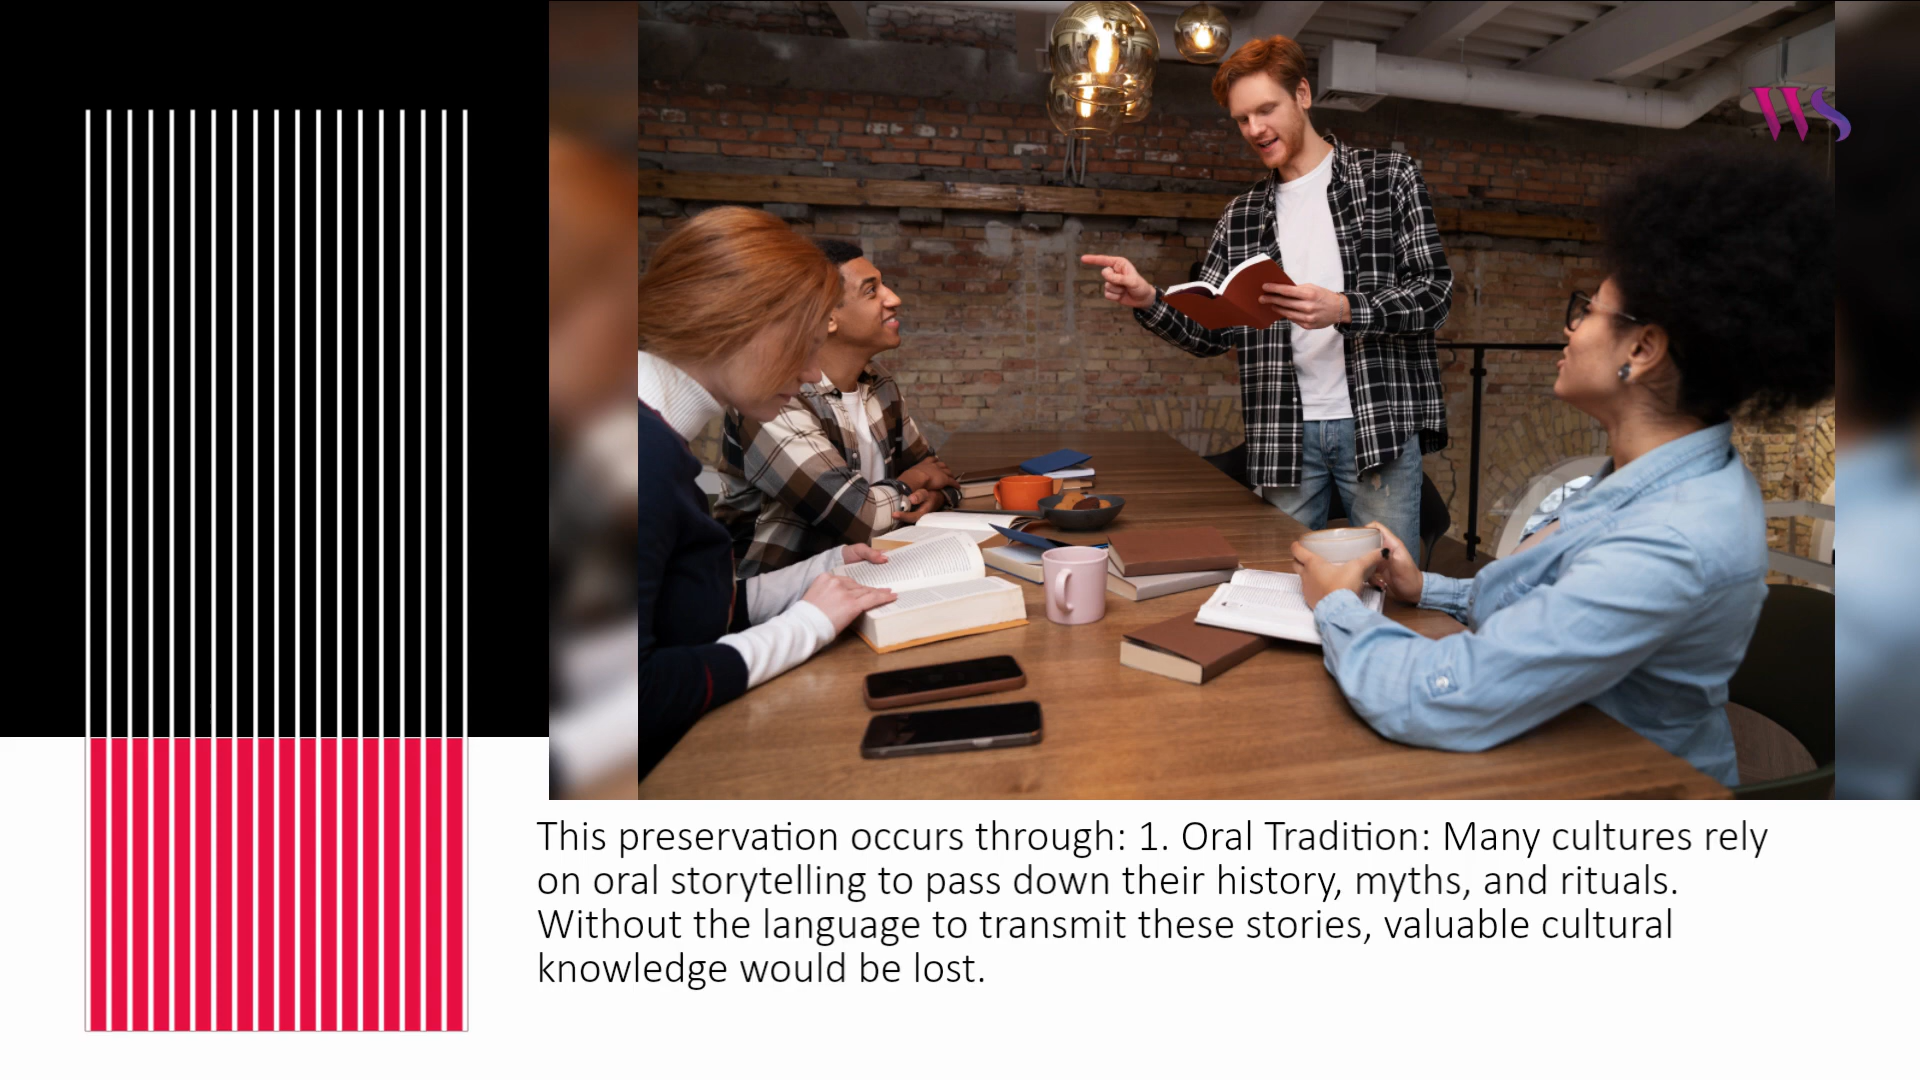 WS
This preservation occurs through: 1. Oral Tradition: Many cultures rely
on oral storytelling to pass down their history, myths, and rituals.
Without the language to transmit these stories, valuable cultural
knowledge would be lost.